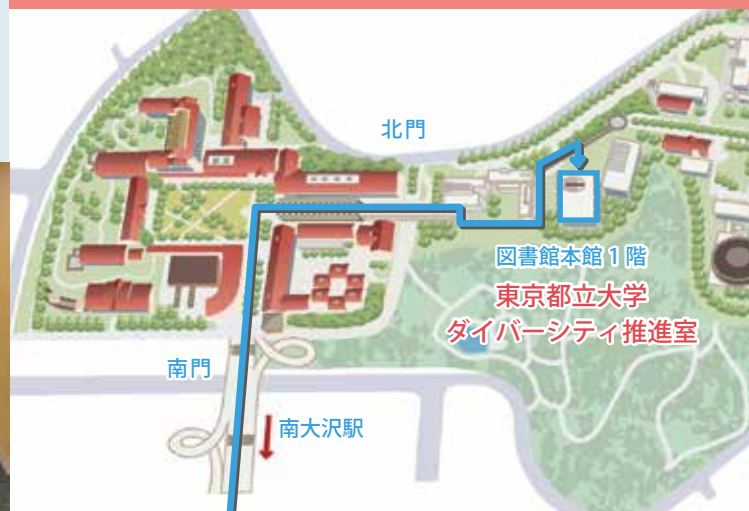 北門
図書館本館1階
東京都立大学
ダイバーシティ推進室
南門
南大沢駅